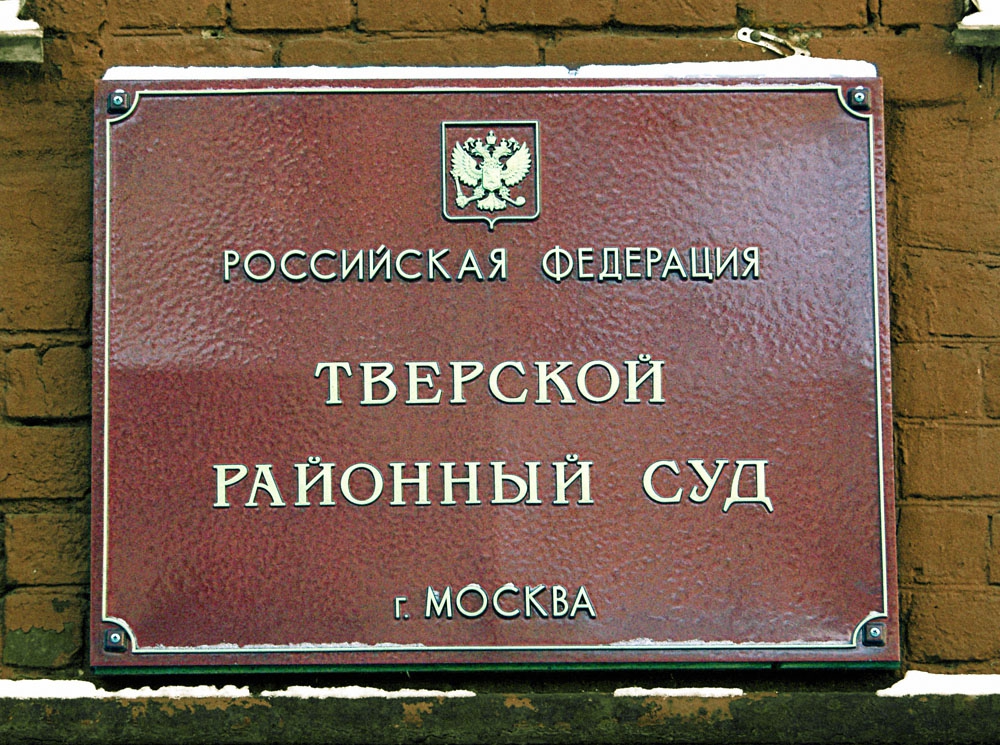 РОССИЙСКАЯ ФЕДЕРАЦИЯ
ТВЕРСКОЙ
РАЙОННЫЙ СУД
г. МОСКВА